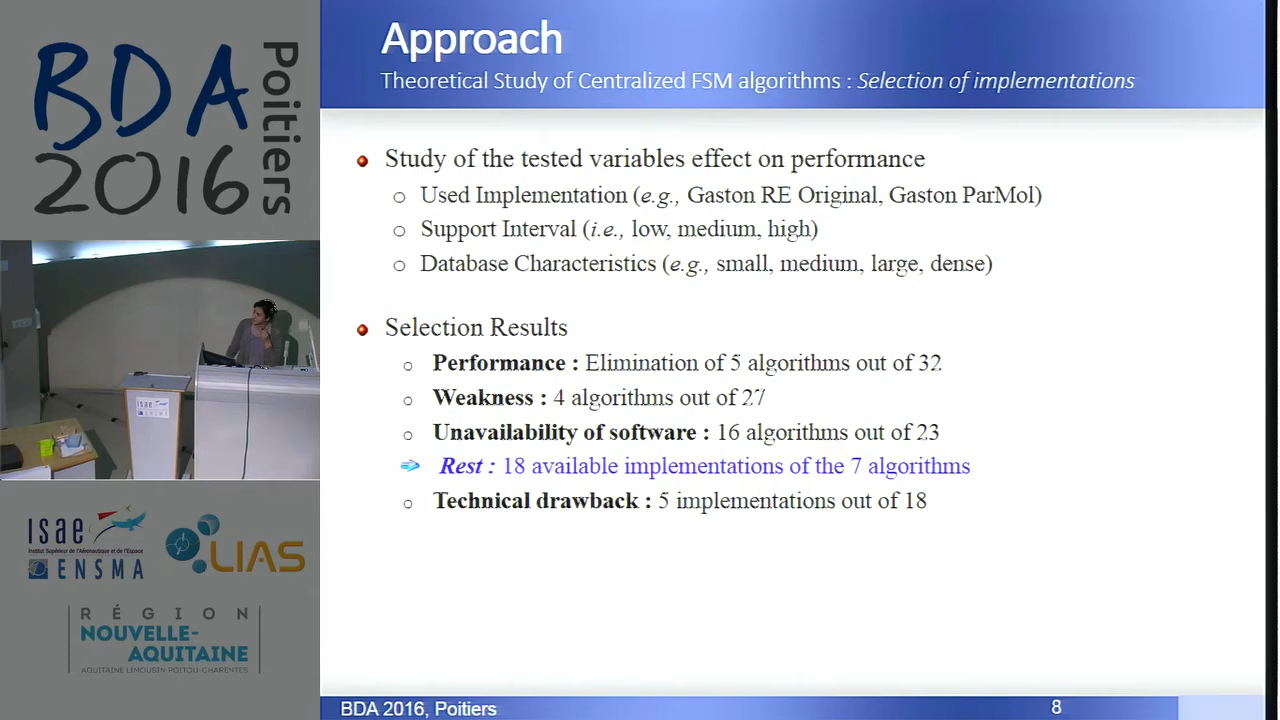 BDA
2016
Poitiers
Approach
Theoretical Study of Centralized FSM algorithms : Selection of implementations
Study of the tested variables effect on performance
Used Implementation (e.g., Gaston RE Original, Gaston ParMol)
Support Interval (i.e., low, medium, high)
Database Characteristics (e.g., small, medium, large, dense)
Selection Results
Performance : Elimination of 5 algorithms out of 32
Weakness : 4 algorithms out of 27
Unavailability of software : 16 algorithms out of 23
Rest : 18 available implementations of the 7 algorithms
Technical drawback : 5 implementations out of 18
isae
isae
Institut Supérieur de l'Aéronautique et de l'Espace
ENSMA
LIAS
RÉGION
NOUVELLE-
AQUITAINE
AQUITAINE LIMOUSIN POITOU-CHARENTES
BDA 2016, Poitiers
8